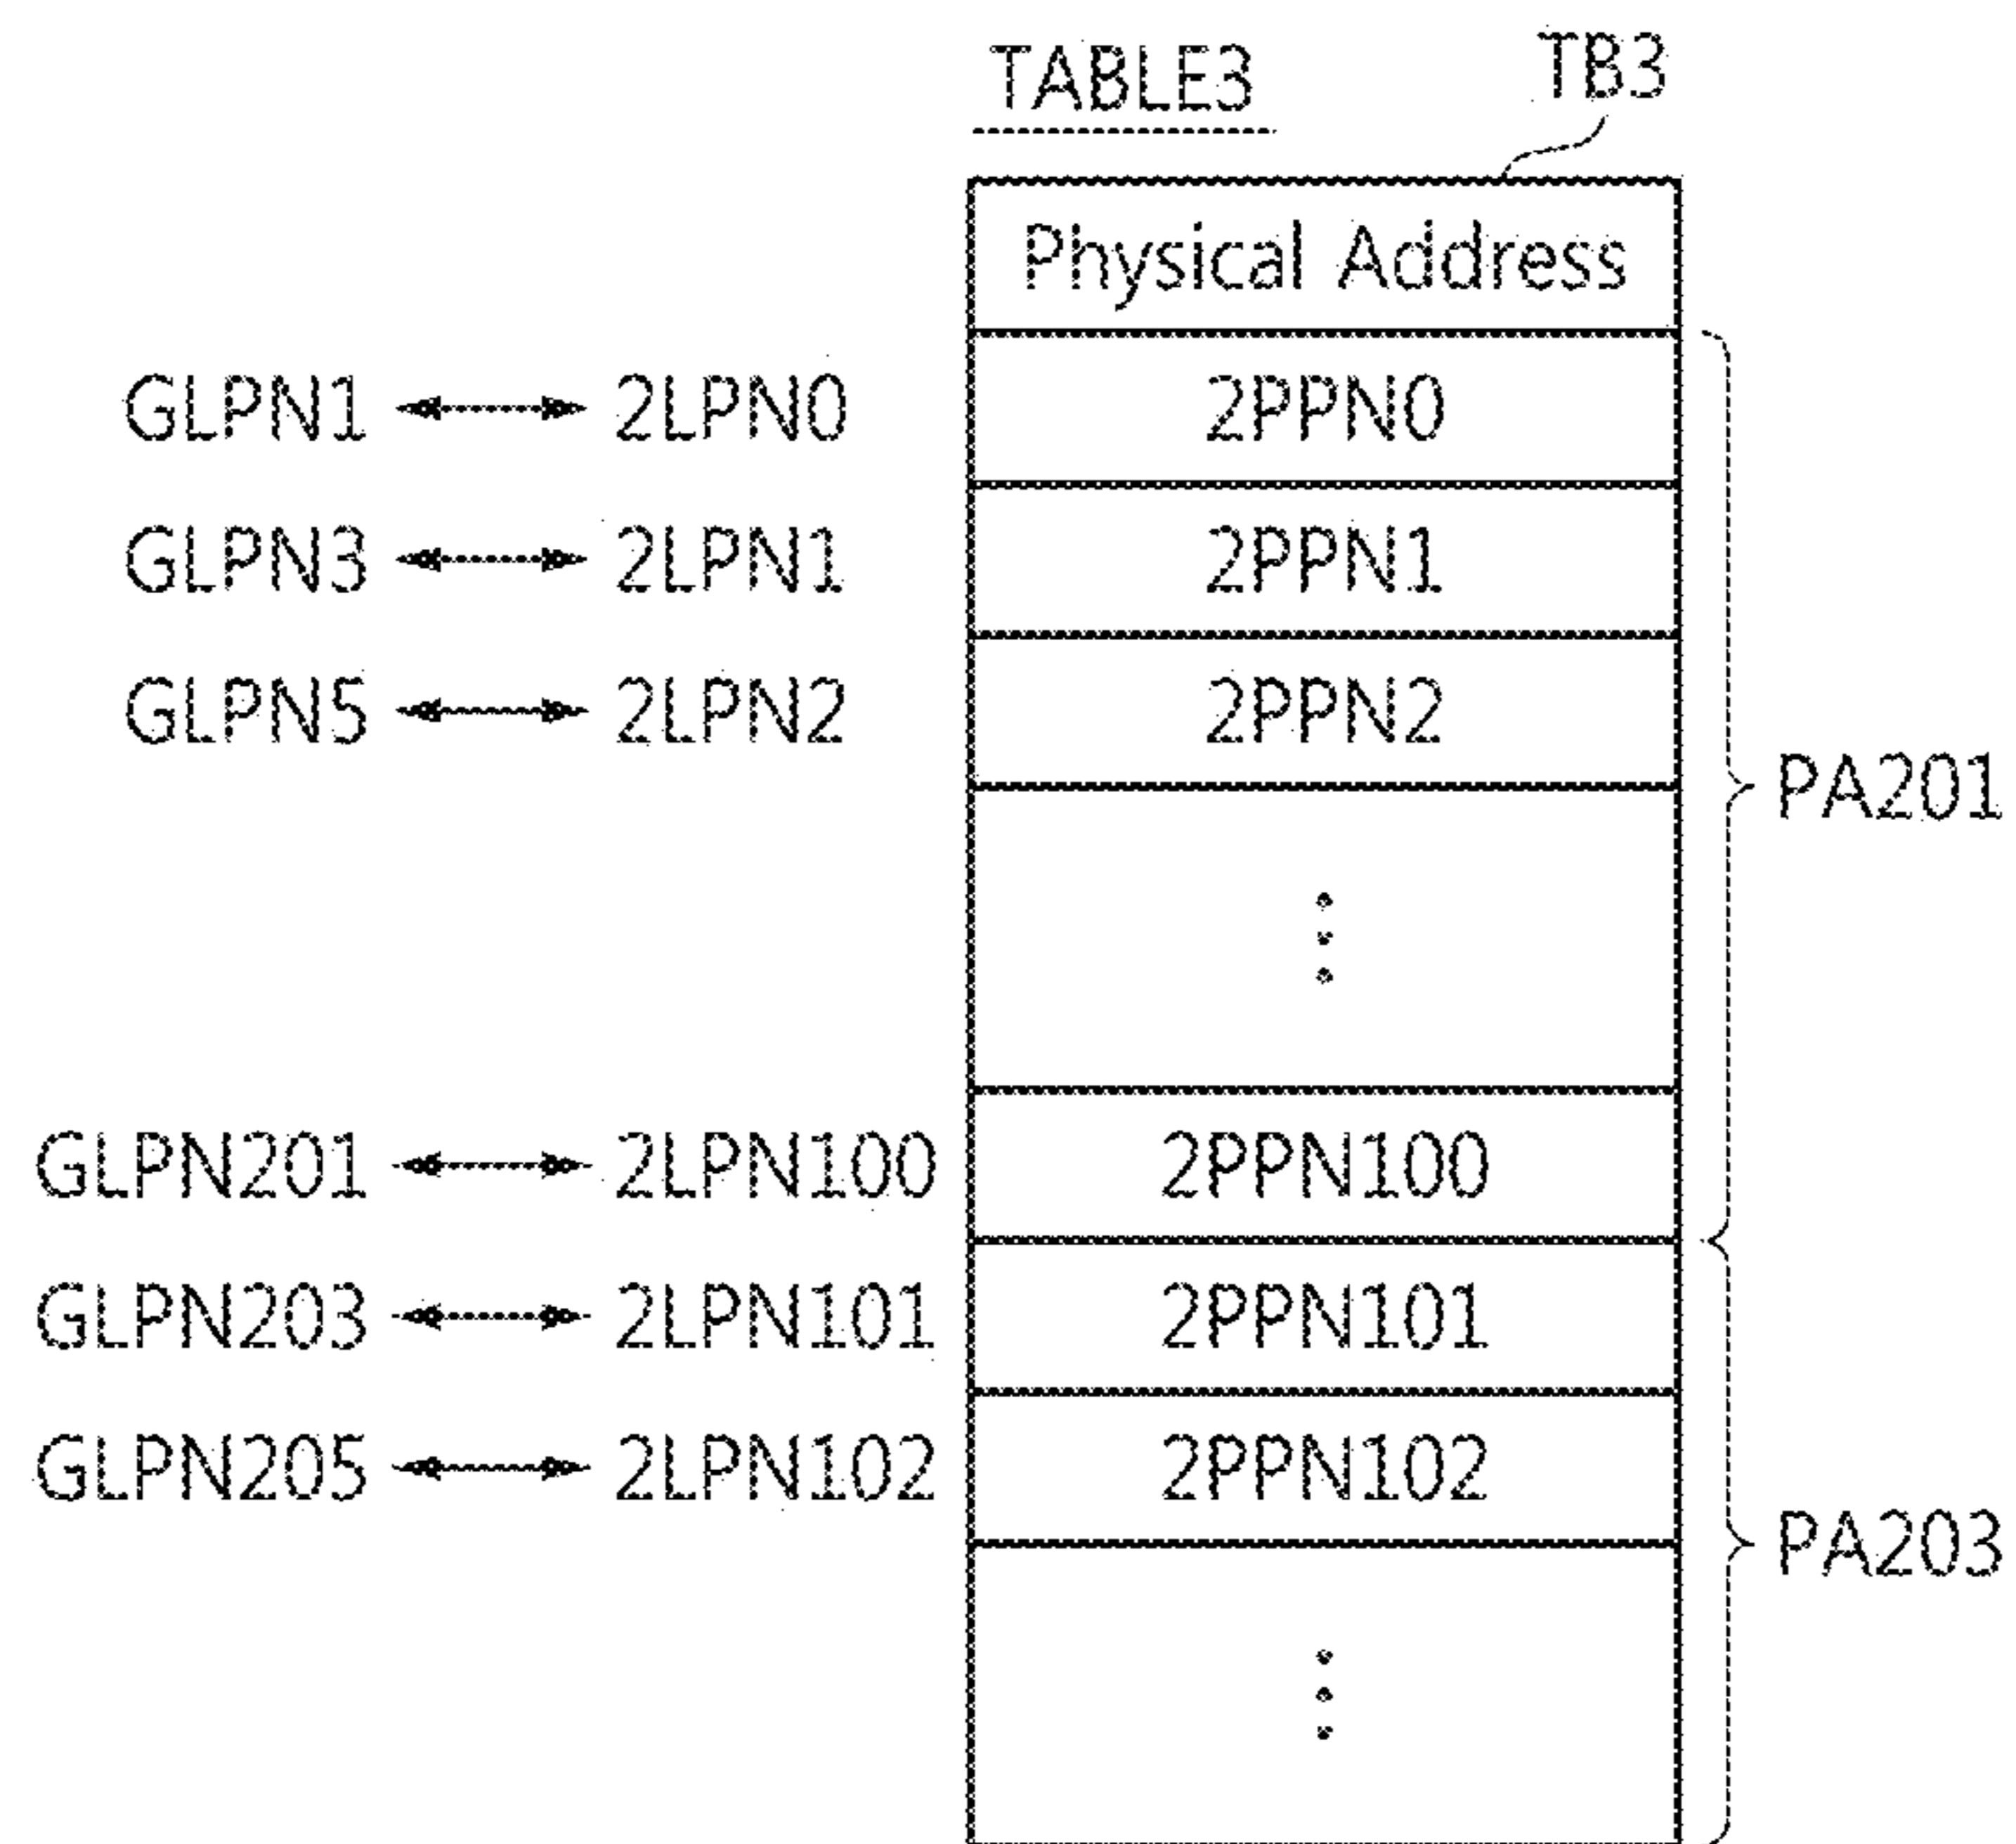 TABLE3 TB3
Physical Address
GLPN1 2LPN0 2PPN0
GLPN3 2LPN1 2PPN1
GLPN5 2LPN2 2PPN2
PA201
GLPN201 2LPN100 2PPN100
GLPN203 2LPN101 2PPN101
GLPN205 2LPN102 2PPN102
PA203